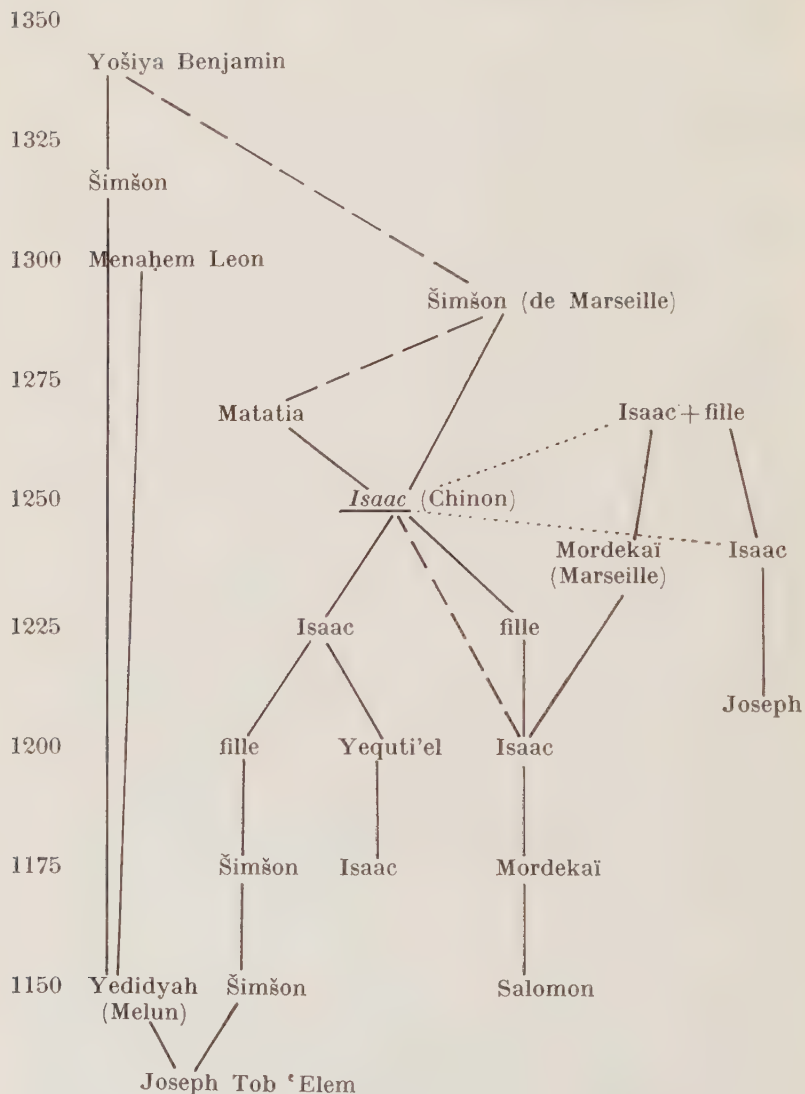 1350
Yošiya Benjamin
1325
Šimšon
1300 Menaḥem Leon
Šimšon (de Marseille)
1275
Matatia Isaac + fille
1250 Isaac (Chinon)
Mordekaï Isaac
(Marseille)
1225 Isaac fille
Joseph
1200 fille Yequti'el Isaac
1175 Šimšon Isaac Mordekaï
1150 Yedidyah Šimšon Salomon
(Melun)
Joseph Tob ʿElem